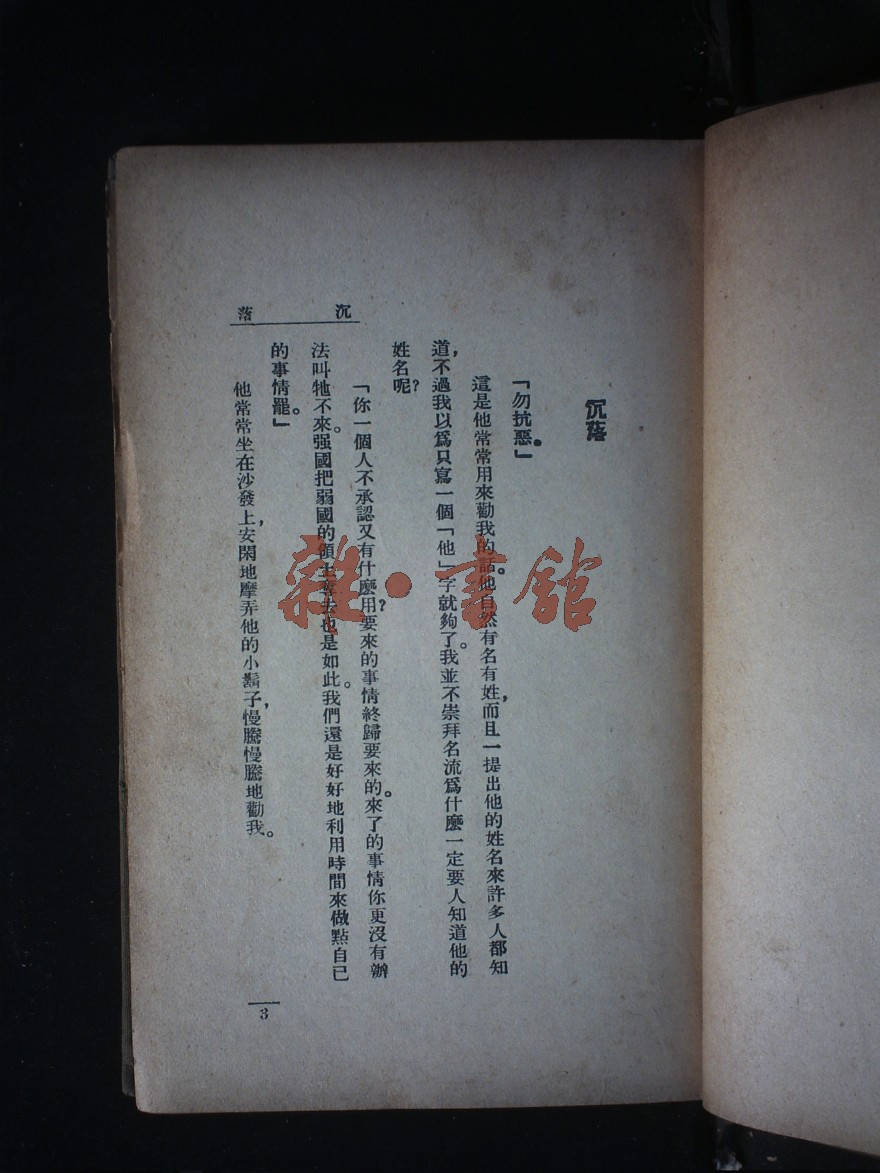 沉落
沉落
「勿抗惡。」
這是他常常用來勸我的話。他自然有名有姓，而且一提出他的姓名來許多人都知
道，不過我以爲只寫一個「他」字就夠了。我並不崇拜名流爲什麼一定要人知道他的
姓名呢？
「你一個人不承認又有什麼用？要來的事情終歸要來的。來了的事情你更沒有辦
法叫牠不來。强國把弱國的領土奪去也是如此。我們還是好好地利用時間來做點自己
的事情罷。」
他常常坐在沙發上，安閑地摩弄他的小鬍子，慢騰慢騰地勸我。
3
雜·書館